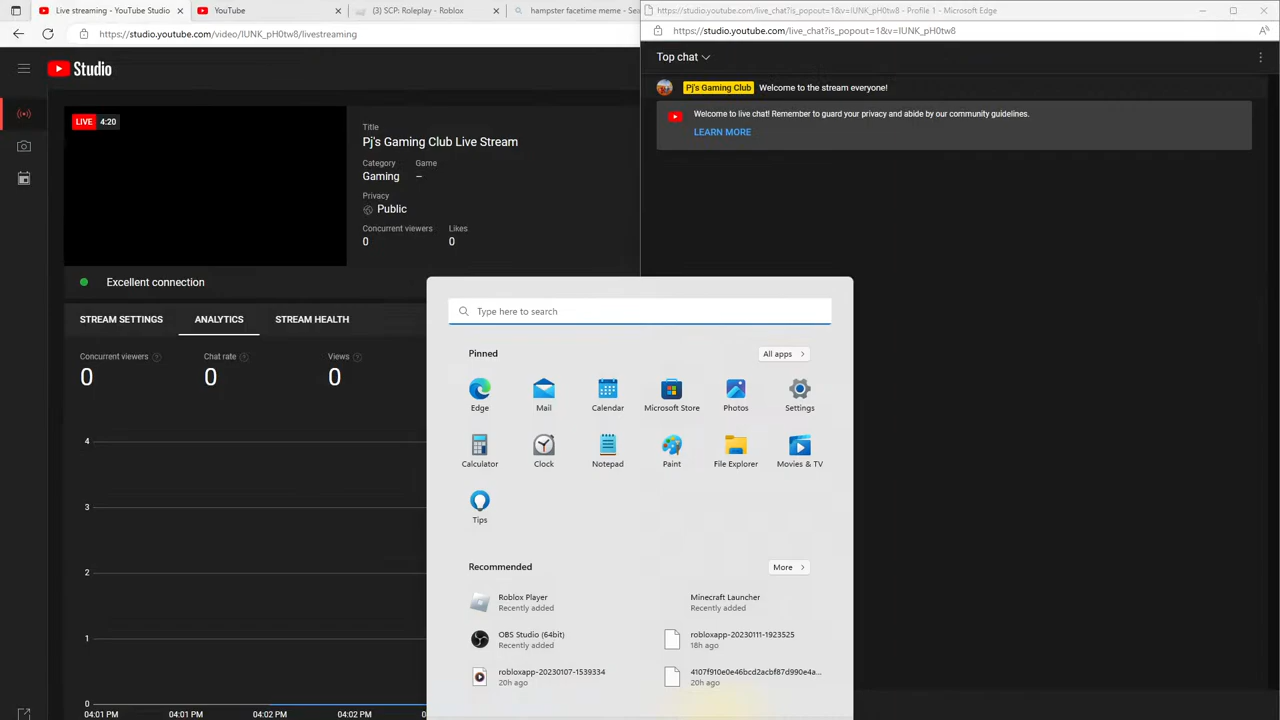 Live streaming - YouTube Studio
YouTube
(3) SCP: Roleplay - Roblox
hampster facetime meme - Sea
https://studio.youtube.com/live_chat?is_popout=1&v=IUNK_pH0tw8 - Profile 1 - Microsoft Edge
https://studio.youtube.com/video/IUNK_pH0tw8/livestreaming
https://studio.youtube.com/live_chat?is_popout=1&v=IUNK_pH0tw8
Studio
Top chat
Pj's Gaming Club Welcome to the stream everyone!
Welcome to live chat! Remember to guard your privacy and abide by our community guidelines.
LEARN MORE
LIVE 4:20
Title
Pj's Gaming Club Live Stream
Category Game
Gaming –
Privacy
Public
Concurrent viewers Likes
0 0
Excellent connection
STREAM SETTINGS ANALYTICS STREAM HEALTH
Concurrent viewers Chat rate Views
0 0 0
4
3
2
1
0
04:01 PM 04:01 PM 04:02 PM 04:02 PM
Type here to search
Pinned All apps
Edge Mail Calendar Microsoft Store Photos Settings
Calculator Clock Notepad Paint File Explorer Movies & TV
Tips
Recommended More
Roblox Player
Recently added
Minecraft Launcher
Recently added
OBS Studio (64bit)
Recently added
robloxapp-20230111-1923525
18h ago
robloxapp-20230107-1539334
20h ago
4107f910e0e46bcd2acbf87d990e4a...
20h ago